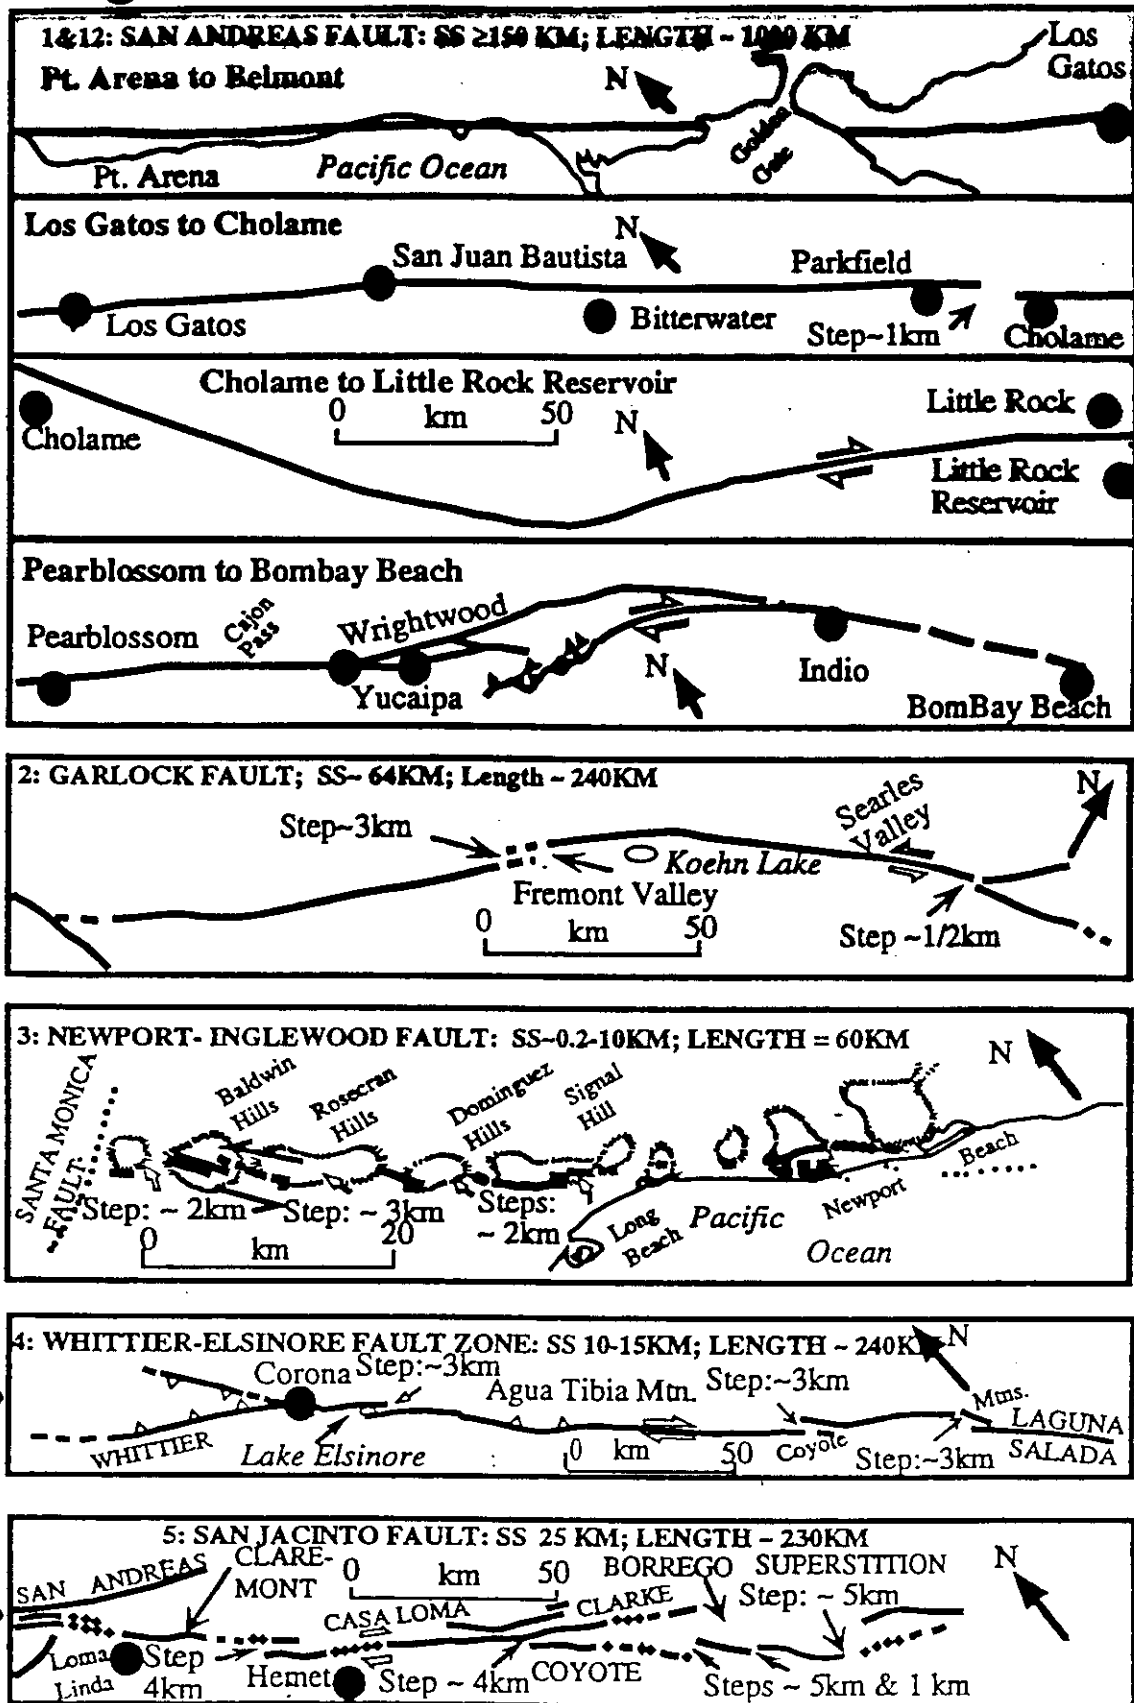 1&12: SAN ANDREAS FAULT: SS ≥150 KM; LENGTH ~ 1000 KM
Pt. Arena to Belmont
N
Los
Gatos
Golden
Gate
Pt. Arena
Pacific Ocean
Los Gatos to Cholame
N
San Juan Bautista
Parkfield
Los Gatos
Bitterwater
Step~1km
Cholame
Cholame to Little Rock Reservoir
0 km 50
N
Little Rock
Cholame
Little Rock
Reservoir
Pearblossom to Bombay Beach
Pearblossom
Cajon
Pass
Wrightwood
Yucaipa
N
Indio
BomBay Beach
2: GARLOCK FAULT; SS~ 64KM; Length ~ 240KM
N
Step~3km
Searles
Valley
Koehn Lake
Fremont Valley
0 km 50
Step ~1/2km
3: NEWPORT- INGLEWOOD FAULT: SS~0.2-10KM; LENGTH = 60KM
N
SANTA MONICA
FAULT
Baldwin
Hills
Rosecran
Hills
Dominguez
Hills
Signal
Hill
Step: ~ 2km
Step: ~ 3km
Steps:
~ 2km
0 km 20
Long
Beach
Pacific
Ocean
Newport
Beach
4: WHITTIER-ELSINORE FAULT ZONE: SS 10-15KM; LENGTH ~ 240K
N
Corona
Step:~3km
Agua Tibia Mtn.
Step:~3km
Mtns.
LAGUNA
SALADA
WHITTIER
Lake Elsinore
0 km 50
Coyote
Step:~3km
5: SAN JACINTO FAULT: SS 25 KM; LENGTH ~ 230KM
SAN ANDREAS
CLARE-
MONT
0 km 50
BORREGO
SUPERSTITION
Step: ~ 5km
N
CASA LOMA
CLARKE
Loma
Linda
Step
4km
Hemet
Step ~ 4km
COYOTE
Steps ~ 5km & 1 km